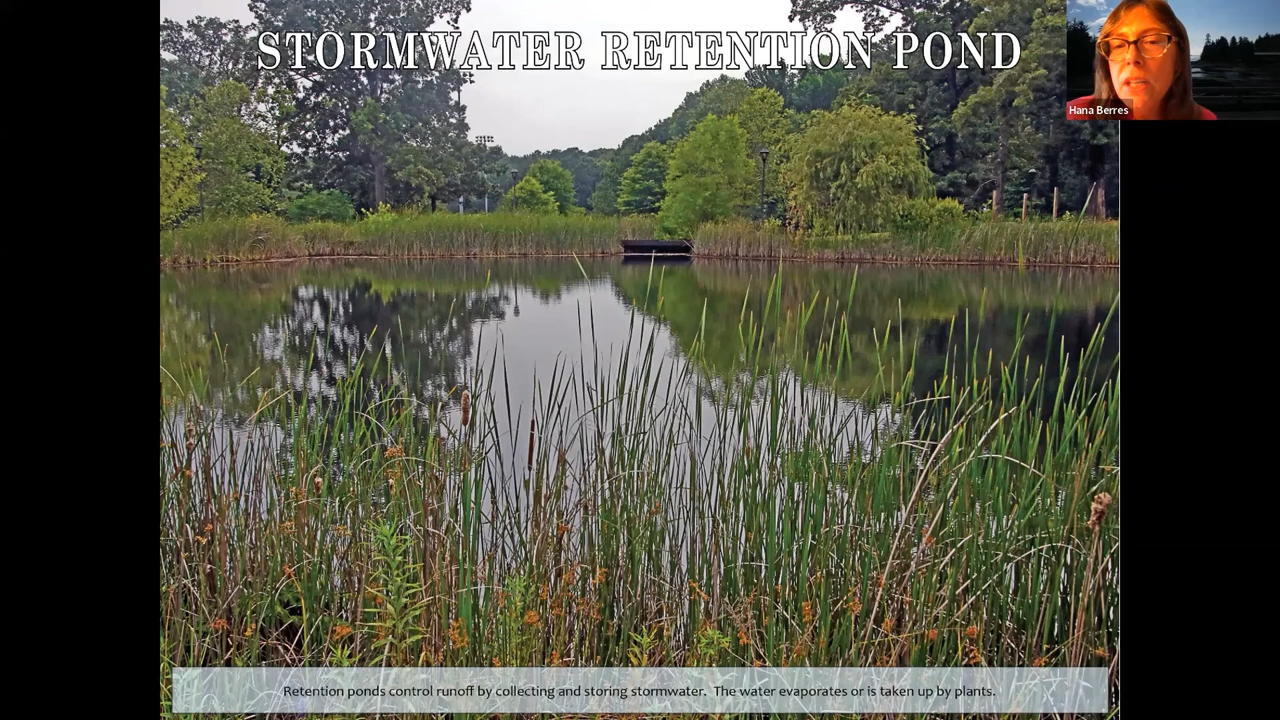 STORMWATER RETENTION POND
Hana Berres
Retention ponds control runoff by collecting and storing stormwater.  The water evaporates or is taken up by plants.